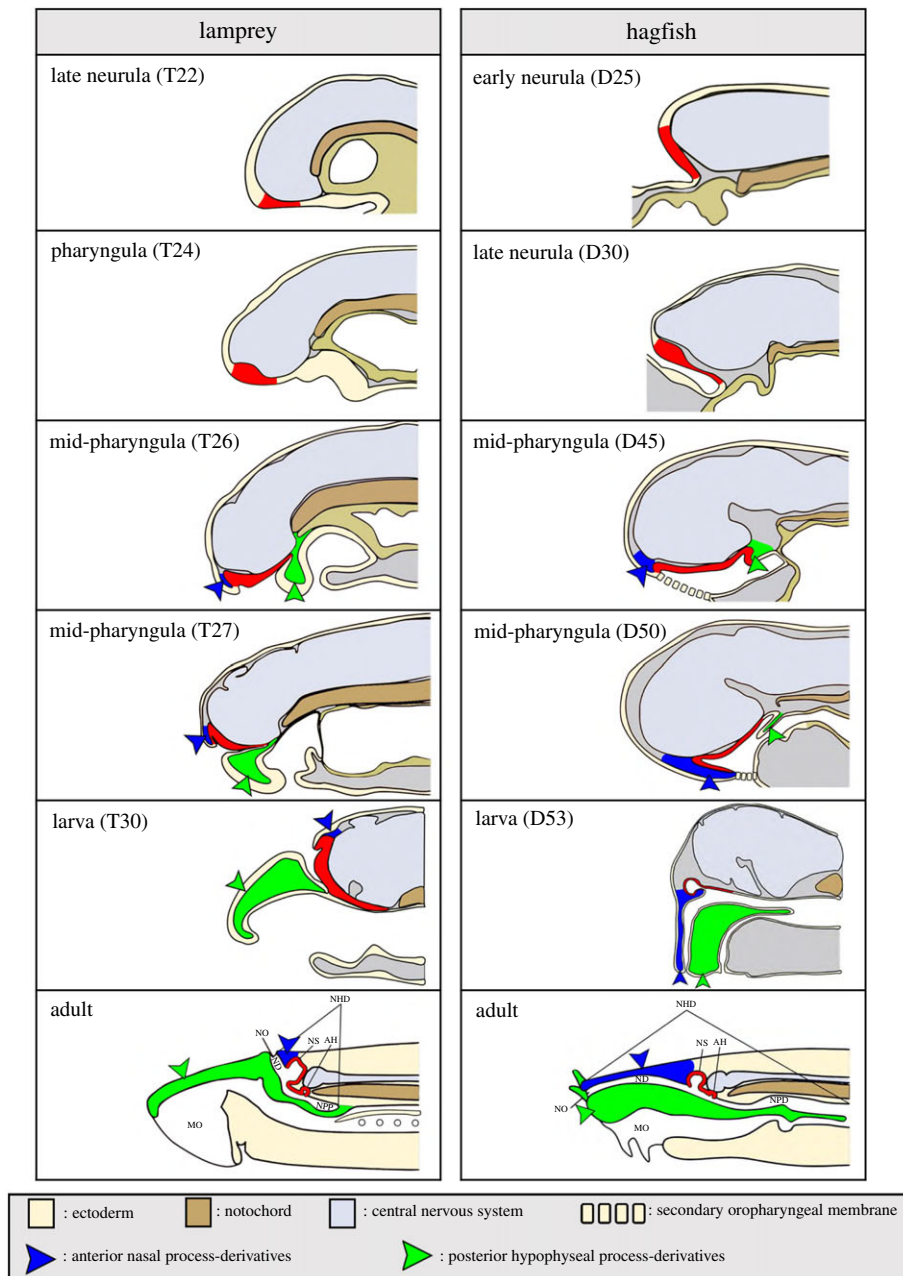 lamprey
hagfish
late neurula (T22)
early neurula (D25)
pharyngula (T24)
late neurula (D30)
mid-pharyngula (T26)
mid-pharyngula (D45)
mid-pharyngula (T27)
mid-pharyngula (D50)
larva (T30)
larva (D53)
adult
NHD
NO
ND
NS
AH
NPP
MO
adult
NHD
NS
AH
ND
NPD
NO
MO
: ectoderm
: notochord
: central nervous system
: secondary oropharyngeal membrane
: anterior nasal process-derivatives
: posterior hypophyseal process-derivatives